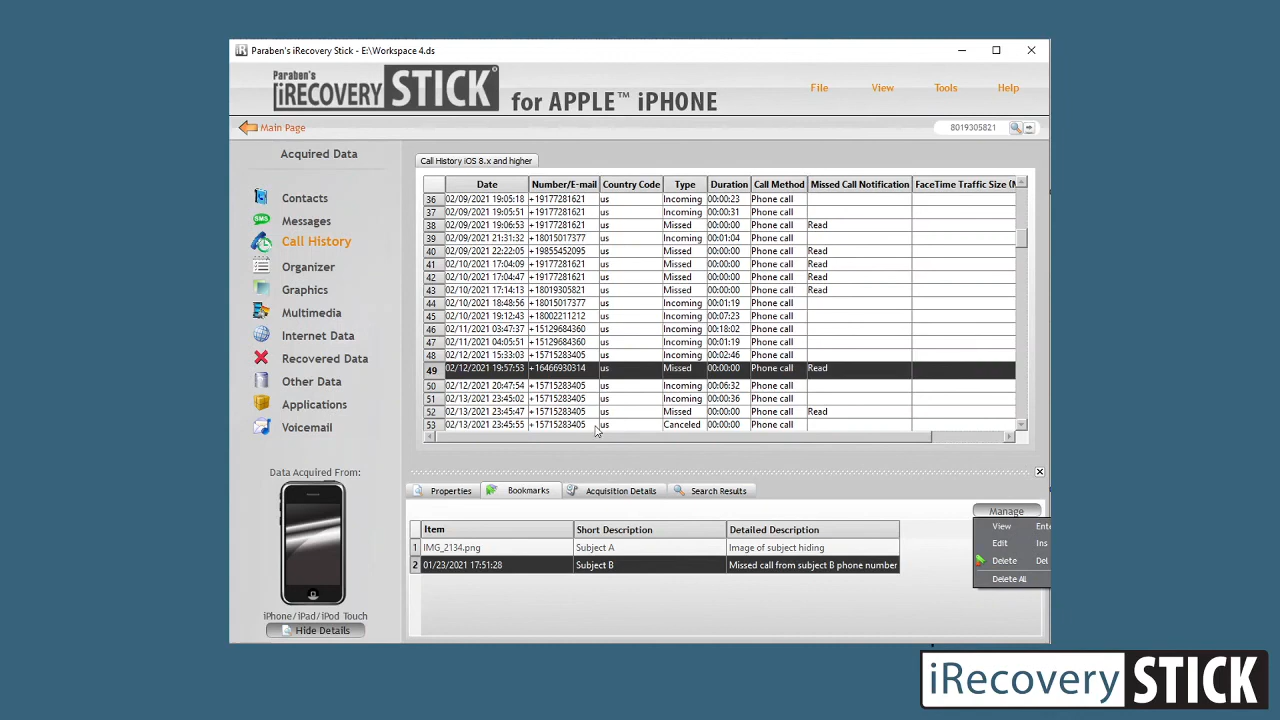 Paraben's iRecovery Stick - E:\Workspace 4.ds
Paraben's
iRECOVERY STICK for APPLE™ iPHONE
File View Tools Help
Main Page
8019305821
Acquired Data
Contacts
Messages
Call History
Organizer
Graphics
Multimedia
Internet Data
Recovered Data
Other Data
Applications
Voicemail
Data Acquired From:
iPhone/iPad/iPod Touch
Hide Details
Call History iOS 8.x and higher
Date Number/E-mail Country Code Type Duration Call Method Missed Call Notification FaceTime Traffic Size (M
36 02/09/2021 19:05:18 +19177281621 us Incoming 00:00:23 Phone call
37 02/09/2021 19:05:51 +19177281621 us Incoming 00:00:31 Phone call
38 02/09/2021 19:06:53 +19177281621 us Missed 00:00:00 Phone call Read
39 02/09/2021 21:31:32 +18015017377 us Incoming 00:01:04 Phone call
40 02/09/2021 22:22:05 +19855452095 us Missed 00:00:00 Phone call Read
41 02/10/2021 17:04:09 +19177281621 us Missed 00:00:00 Phone call Read
42 02/10/2021 17:04:47 +19177281621 us Missed 00:00:00 Phone call Read
43 02/10/2021 17:14:13 +18019305821 us Missed 00:00:00 Phone call Read
44 02/10/2021 18:48:56 +18015017377 us Incoming 00:01:19 Phone call
45 02/10/2021 19:12:43 +18002211212 us Incoming 00:07:23 Phone call
46 02/11/2021 03:47:37 +15129684360 us Incoming 00:18:02 Phone call
47 02/11/2021 04:05:51 +15129684360 us Incoming 00:01:19 Phone call
48 02/12/2021 15:33:03 +15715283405 us Incoming 00:02:46 Phone call
49 02/12/2021 19:57:53 +16466930314 us Missed 00:00:00 Phone call Read
50 02/12/2021 20:47:54 +15715283405 us Incoming 00:06:32 Phone call
51 02/13/2021 23:45:02 +15715283405 us Incoming 00:00:36 Phone call
52 02/13/2021 23:45:47 +15715283405 us Missed 00:00:00 Phone call Read
53 02/13/2021 23:45:55 +15715283405 us Canceled 00:00:00 Phone call
Properties Bookmarks Acquisition Details Search Results
Manage
View Ente
Edit Ins
Delete Del
Delete All
Item Short Description Detailed Description
1 IMG_2134.png Subject A Image of subject hiding
2 01/23/2021 17:51:28 Subject B Missed call from subject B phone number
iRecovery STICK